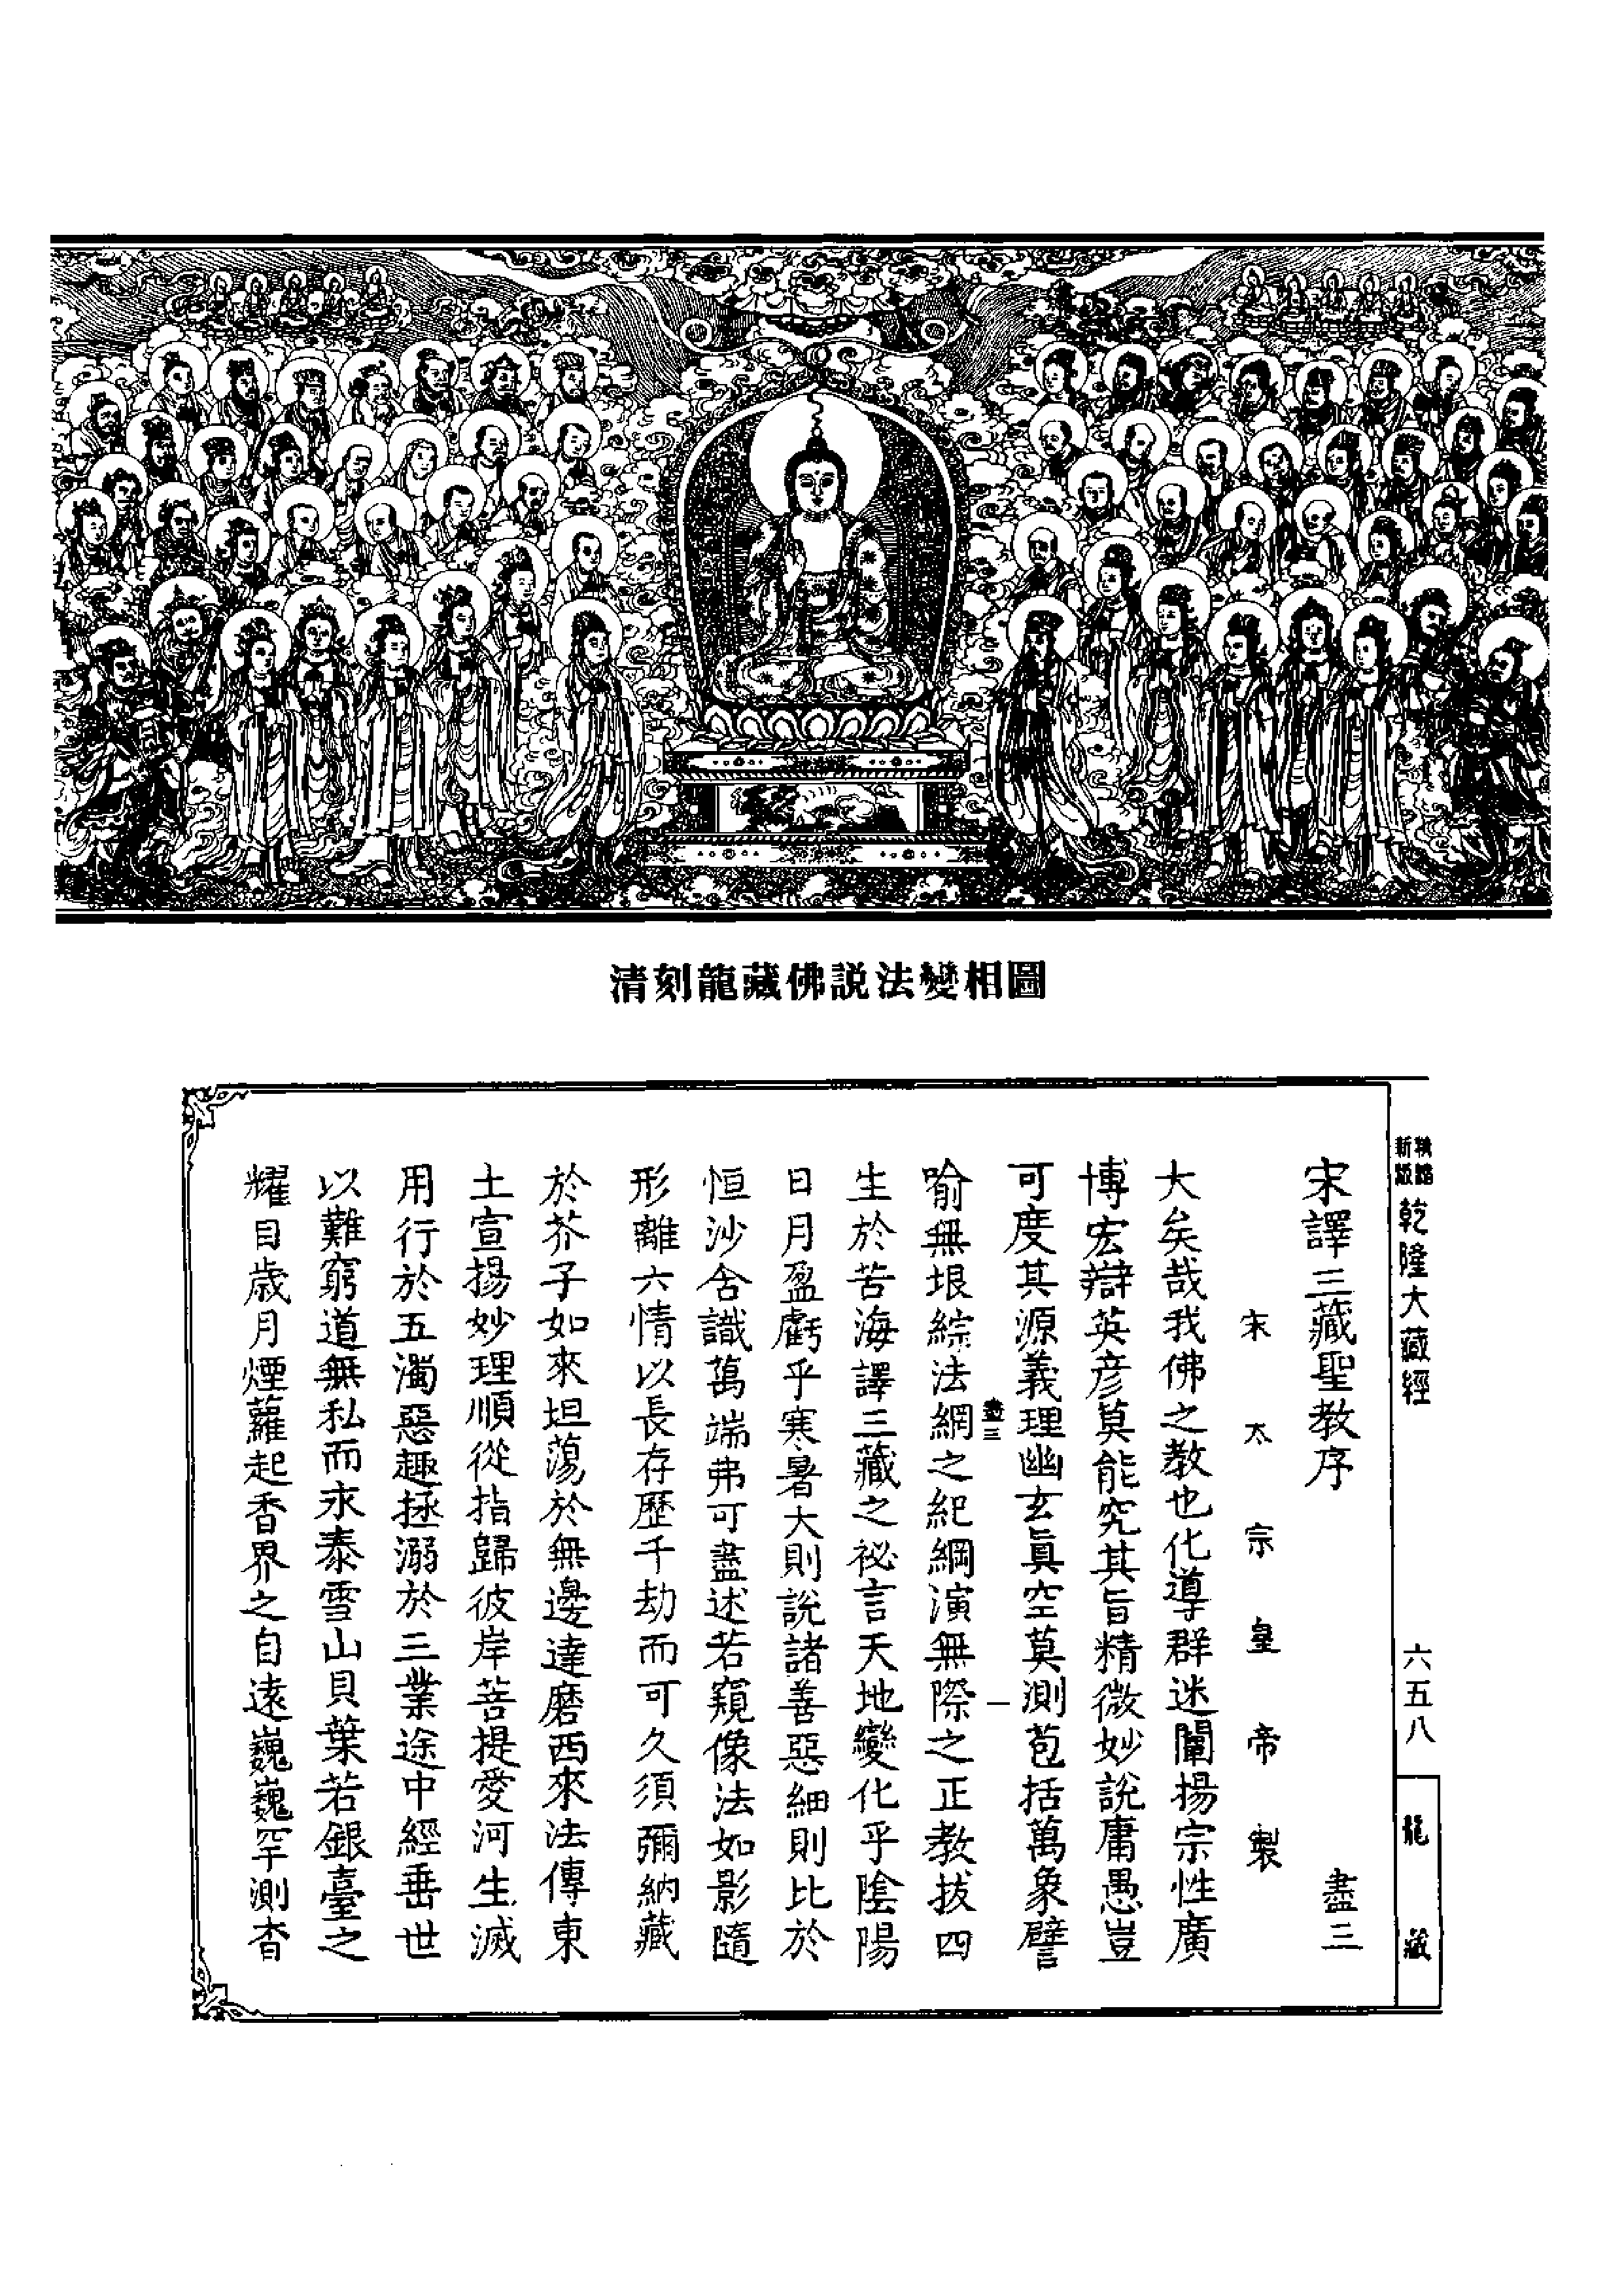 清刻龍藏佛説法變相圖
新版
精縮
乾隆大藏經
六五八
龍藏
宋譯三藏聖教序
盡三
宋太宗皇帝製
大矣哉我佛之教也化導群迷闡揚宗性廣
博宏辯英彦莫能究其旨精微妙說庸愚豈
可度其源義理幽玄眞空莫測苞括萬象譬
盡三
一
喻無垠綜法綱之紀綱演無際之正教拔四
生於苦海譯三藏之祕言天地變化乎陰陽
日月盈虧乎寒暑大則說諸善惡細則比於
恒沙含識萬端弗可盡述若窺像法如影隨
形離六情以長存歷千劫而可久須彌納藏
於芥子如來坦蕩於無邊達磨西來法傳東
土宣揚妙理順從指歸彼岸菩提愛河生滅
用行於五濁惡趣拯溺於三業途中經垂世
以難窮道無私而永泰雪山貝葉若銀臺之
耀目歳月煙蘿起香界之自遠巍巍罕測杳